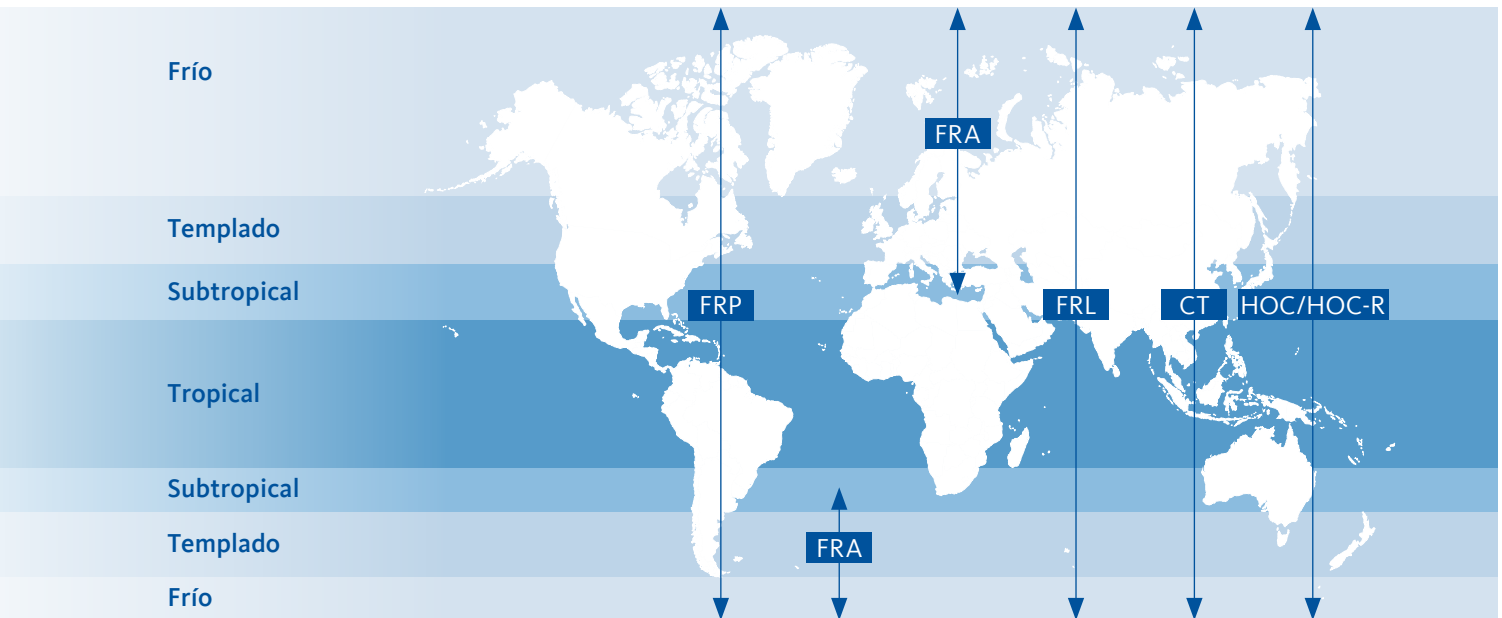 Frío
FRA
Templado
Subtropical
FRP
FRL
CT
HOC/HOC-R
Tropical
Subtropical
Templado
FRA
Frío